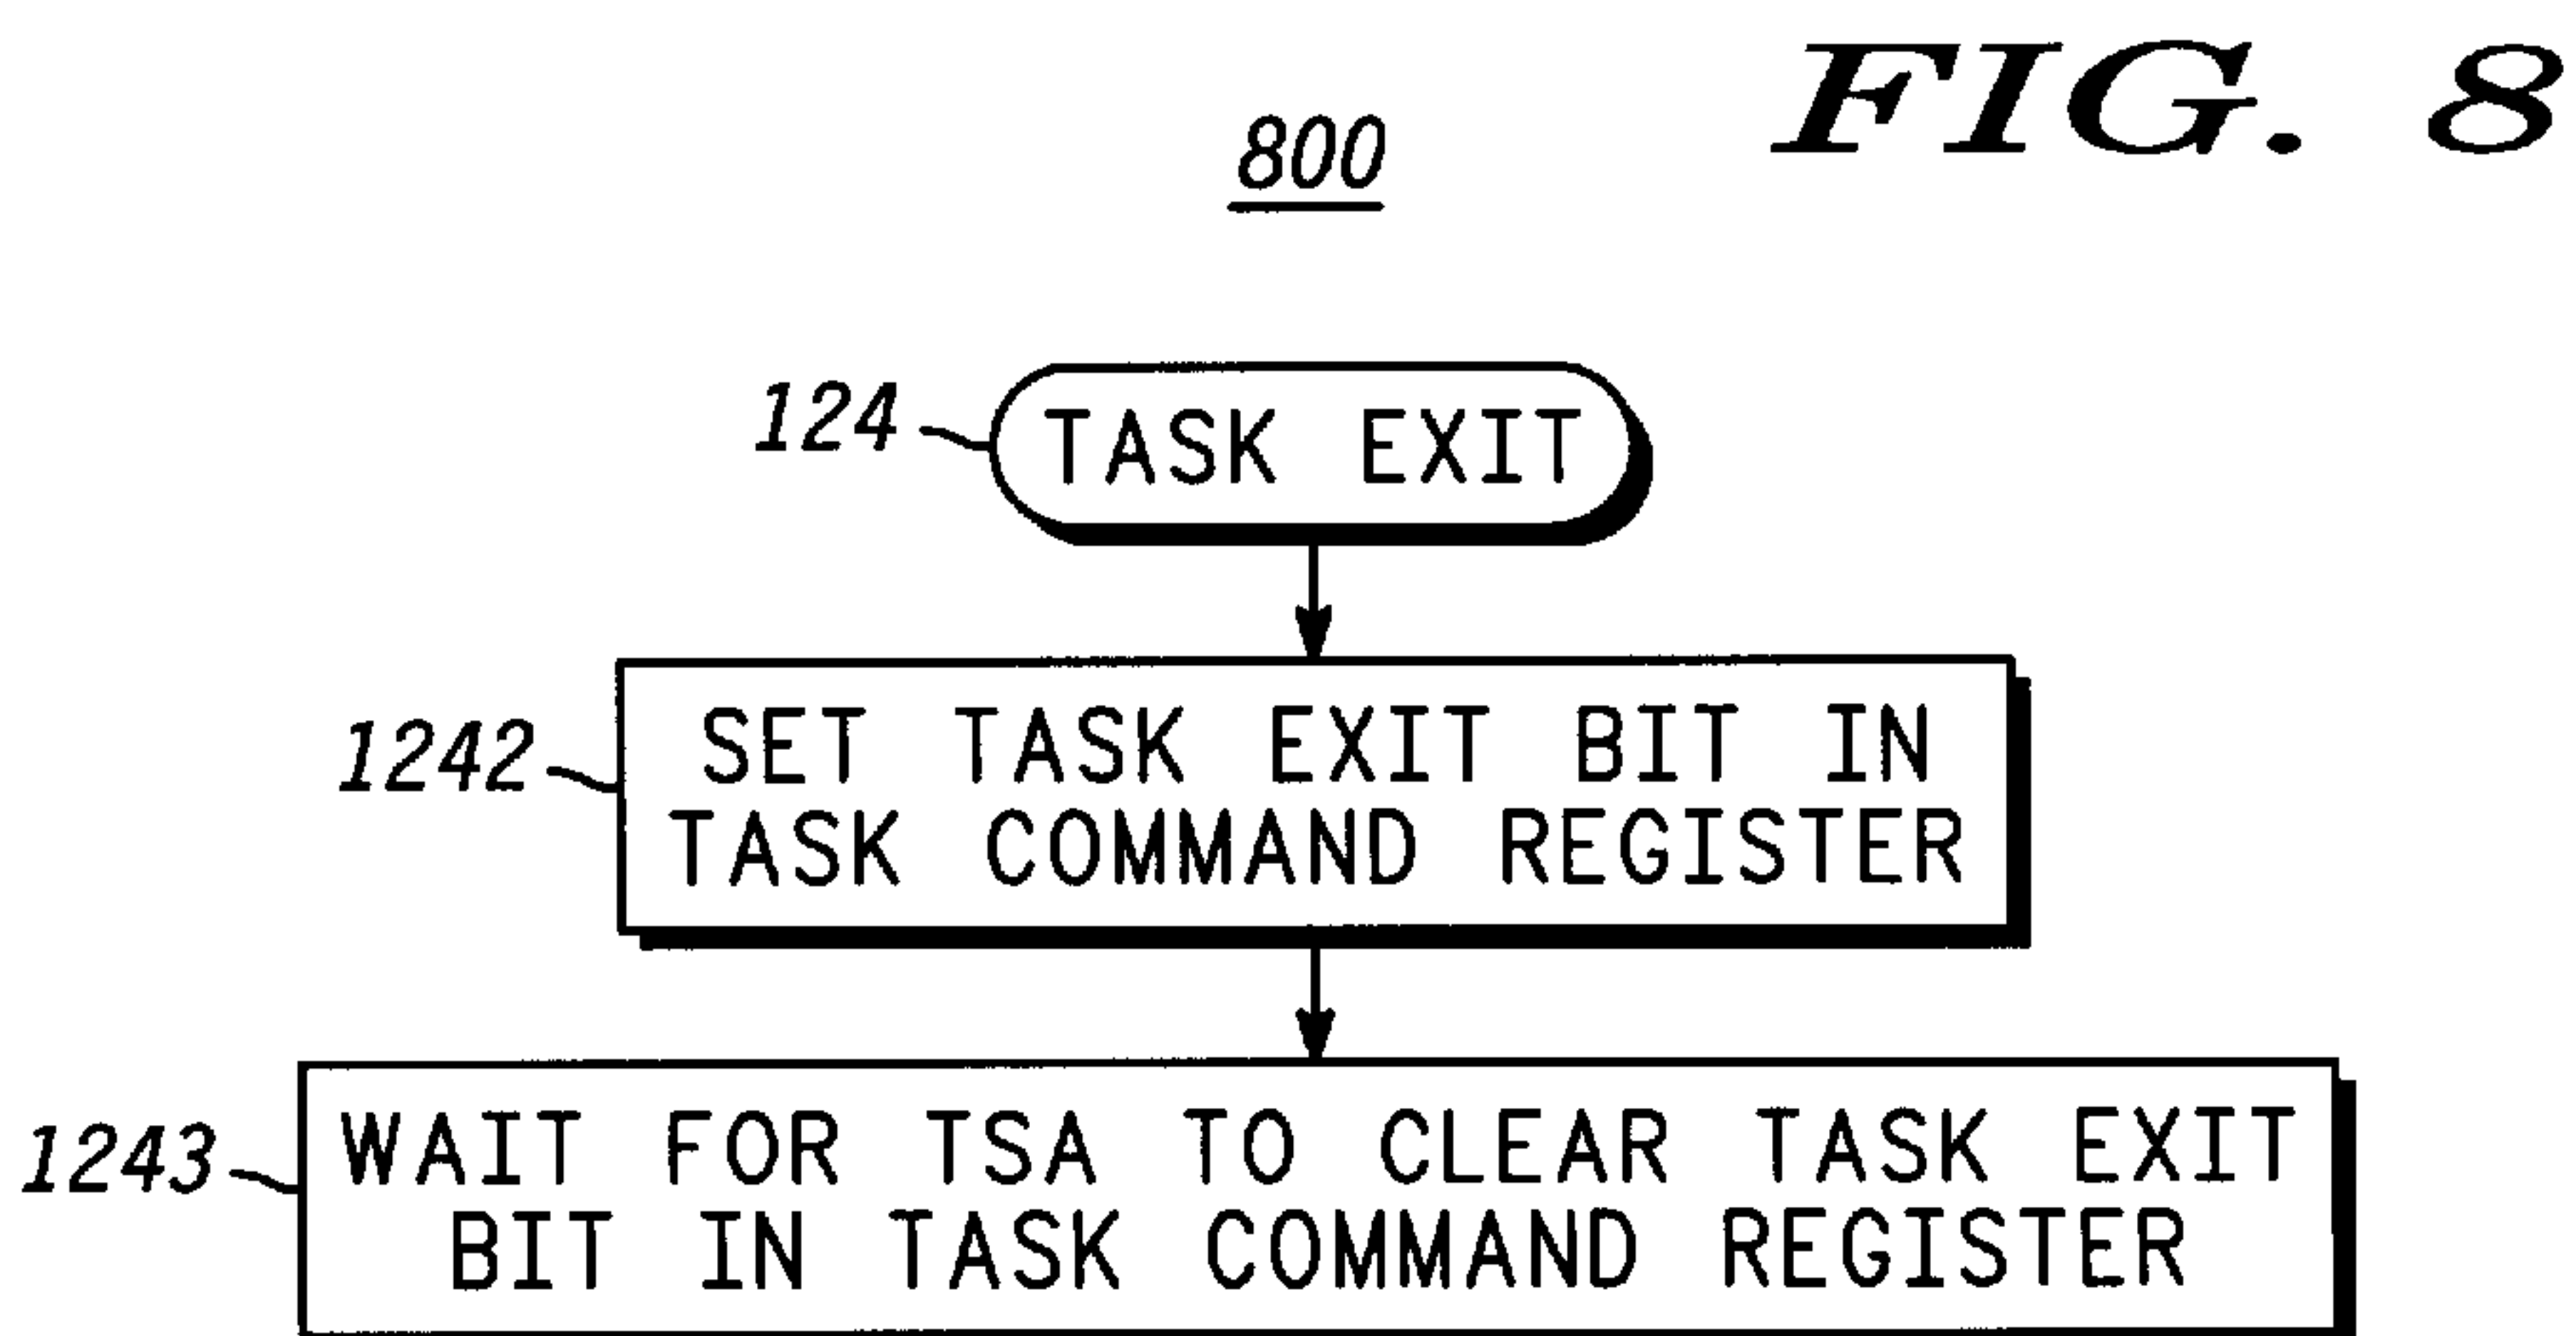 FIG. 8
800
124
TASK EXIT
1242
SET TASK EXIT BIT IN
TASK COMMAND REGISTER
1243
WAIT FOR TSA TO CLEAR TASK EXIT
BIT IN TASK COMMAND REGISTER